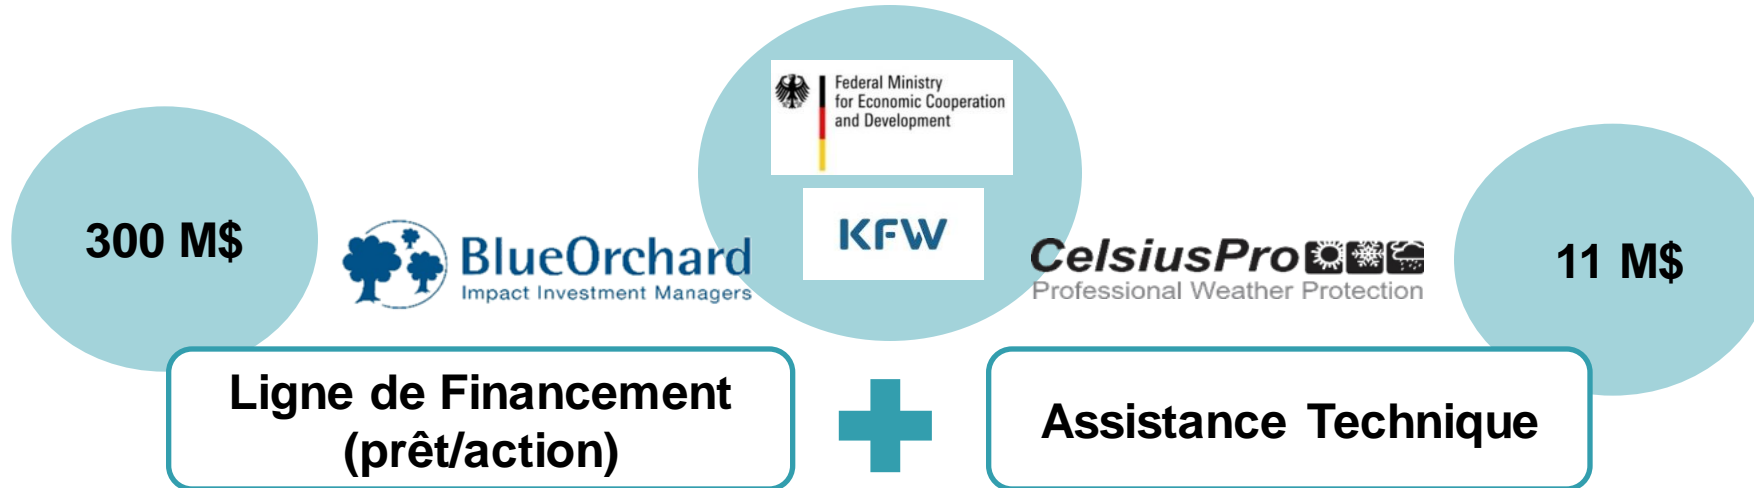 Federal Ministry
for Economic Cooperation
and Development
KFW
300 M$
BlueOrchard
Impact Investment Managers
CelsiusPro
Professional Weather Protection
11 M$
Ligne de Financement
(prêt/action)
Assistance Technique